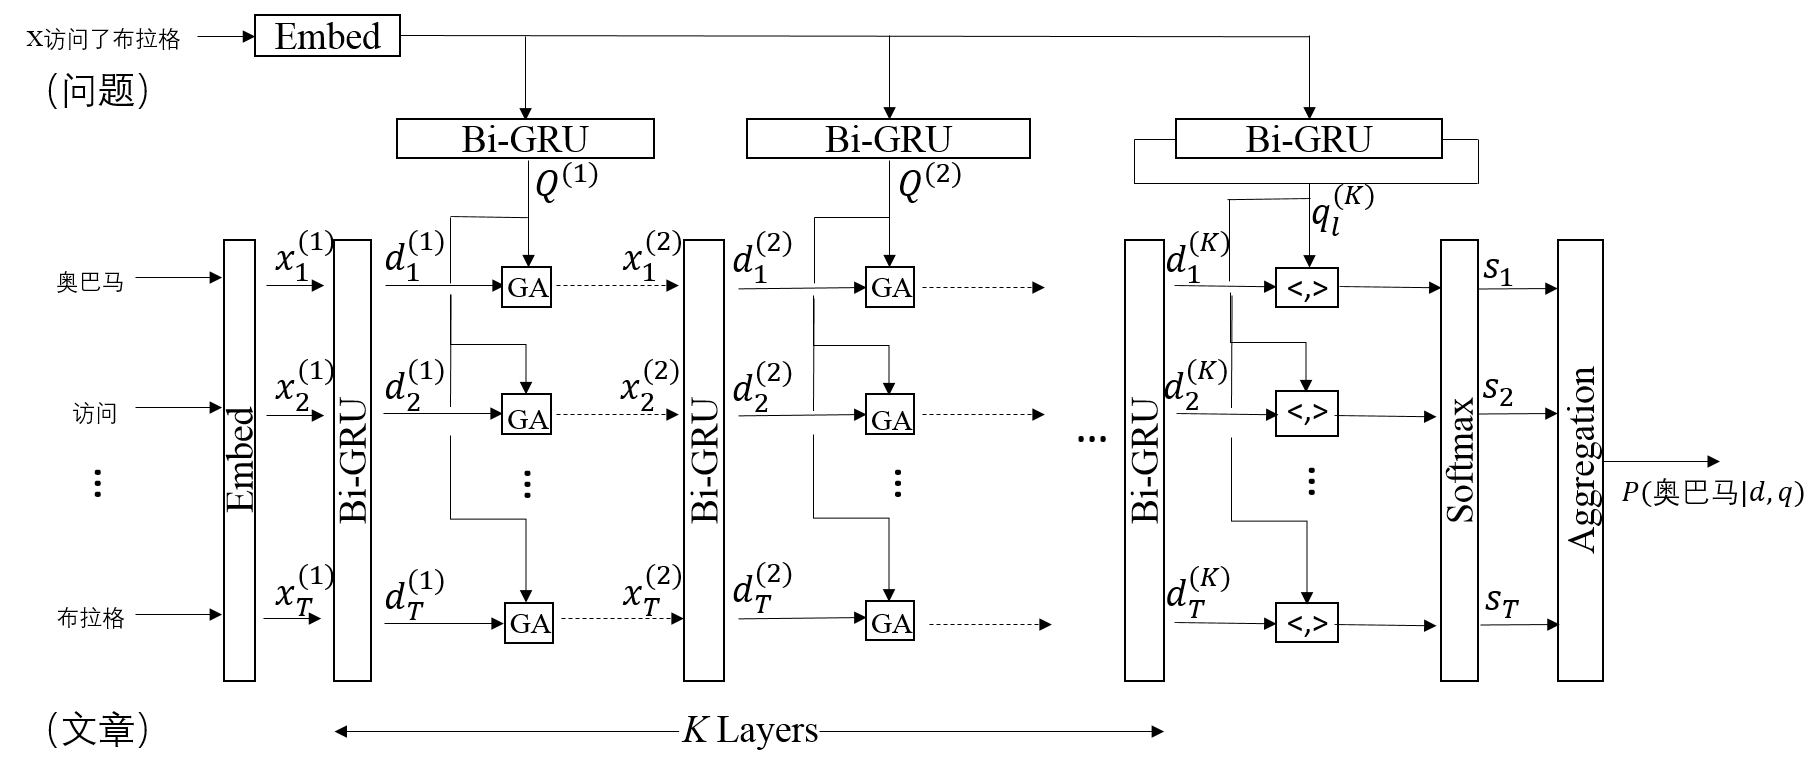 X访问了布拉格
Embed
（问题）
Bi-GRU
Bi-GRU
Bi-GRU
Q^{(1)}
Q^{(2)}
q_l^{(K)}
奥巴马
x_1^{(1)}
d_1^{(1)}
GA
x_1^{(2)}
d_1^{(2)}
GA
d_1^{(K)}
<,>
s_1
访问
x_2^{(1)}
d_2^{(1)}
GA
x_2^{(2)}
d_2^{(2)}
GA
...
d_2^{(K)}
<,>
s_2
⋮
Embed
Bi-GRU
⋮
Bi-GRU
⋮
Bi-GRU
⋮
Softmax
Aggregation
P(奥巴马|d, q)
布拉格
x_T^{(1)}
d_T^{(1)}
GA
x_T^{(2)}
d_T^{(2)}
GA
d_T^{(K)}
<,>
s_T
（文章）
K Layers